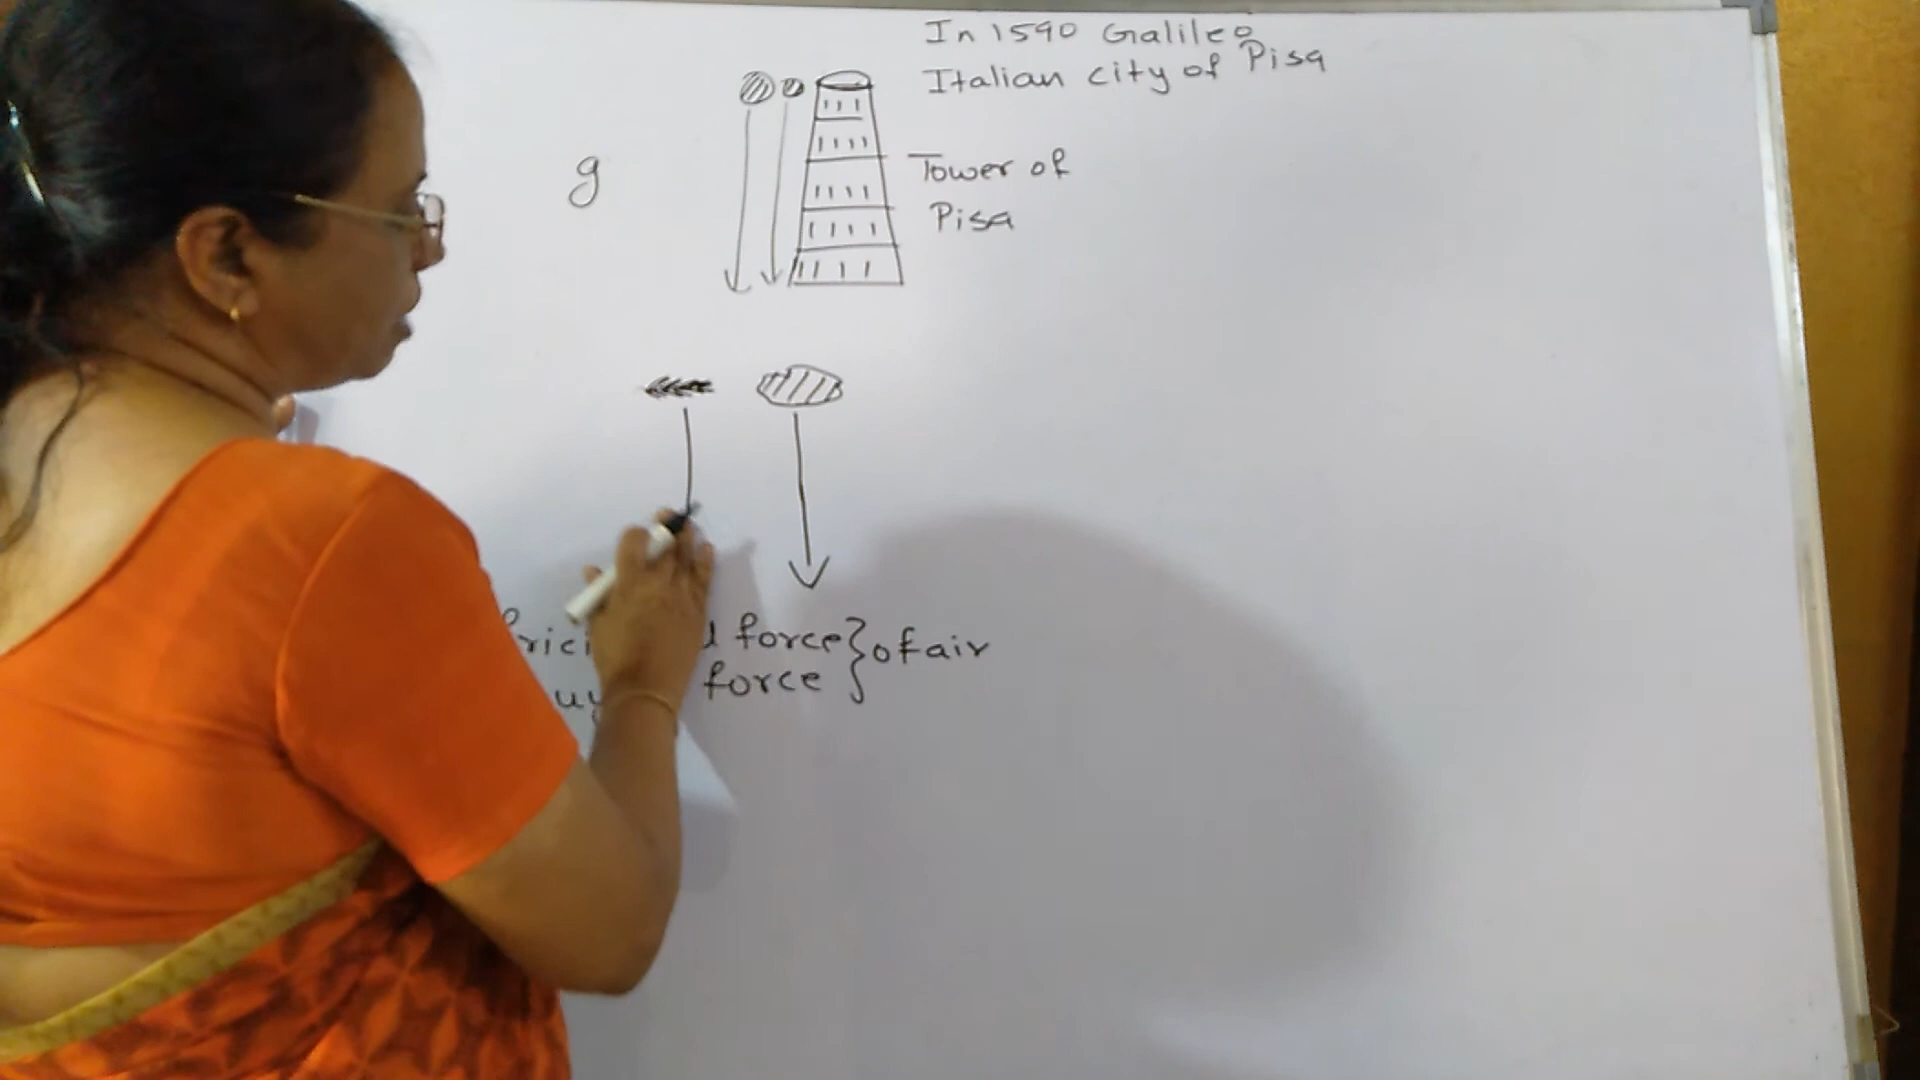 In 1590 Galileo
Italian city of Pisa
g
Tower of
Pisa
force } of air
force